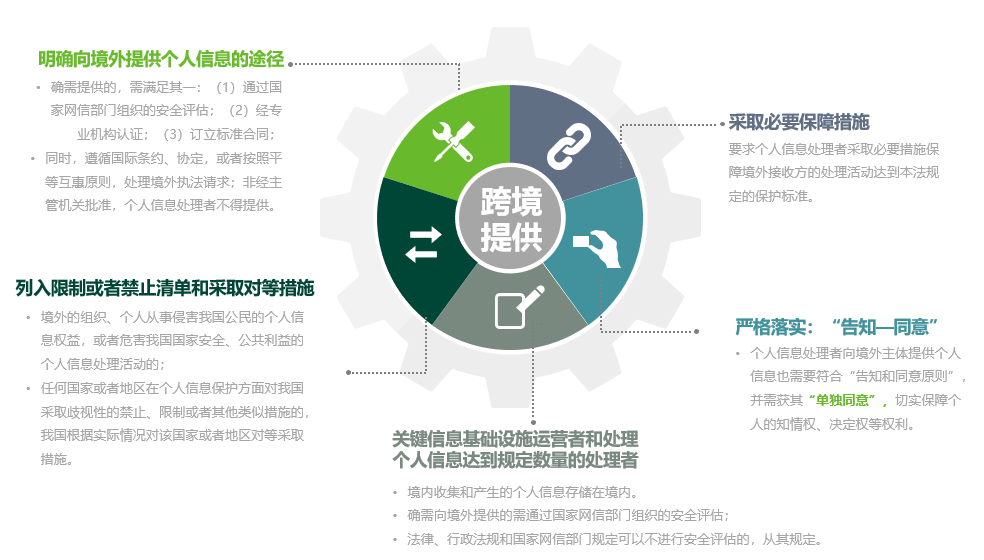 明确向境外提供个人信息的途径
• 确需提供的，需满足其一：（1）通过国
家网信部门组织的安全评估；（2）经专
业机构认证；（3）订立标准合同；
• 同时，遵循国际条约、协定，或者按照平
等互惠原则，处理境外执法请求；非经主
管机关批准，个人信息处理者不得提供。
采取必要保障措施
要求个人信息处理者采取必要措施保
障境外接收方的处理活动达到本法规
定的保护标准。
跨境
提供
列入限制或者禁止清单和采取对等措施
• 境外的组织、个人从事侵害我国公民的个人信
息权益，或者危害我国国家安全、公共利益的
个人信息处理活动的；
• 任何国家或者地区在个人信息保护方面对我国
采取歧视性的禁止、限制或者其他类似措施的，
我国根据实际情况对该国家或者地区对等采取
措施。
严格落实：“告知—同意”
• 个人信息处理者向境外主体提供个人
信息也需要符合“告知和同意原则”，
并需获其“单独同意”，切实保障个
人的知情权、决定权等权利。
关键信息基础设施运营者和处理
个人信息达到规定数量的处理者
• 境内收集和产生的个人信息存储在境内。
• 确需向境外提供的需通过国家网信部门组织的安全评估；
• 法律、行政法规和国家网信部门规定可以不进行安全评估的，从其规定。